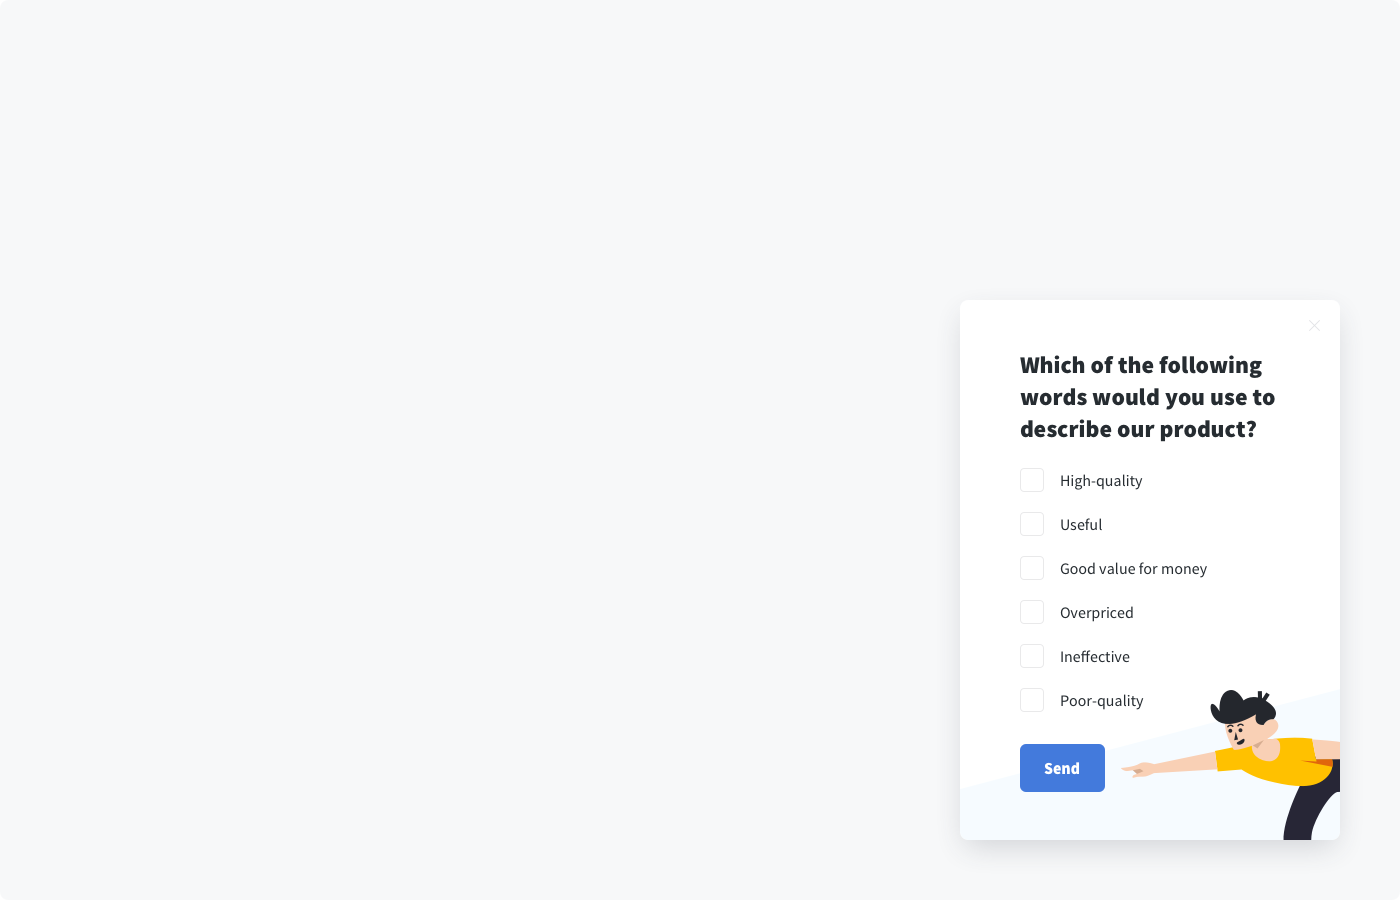 Which of the following
words would you use to
describe our product?
High-quality
Useful
Good value for money
Overpriced
Ineffective
Poor-quality
Send